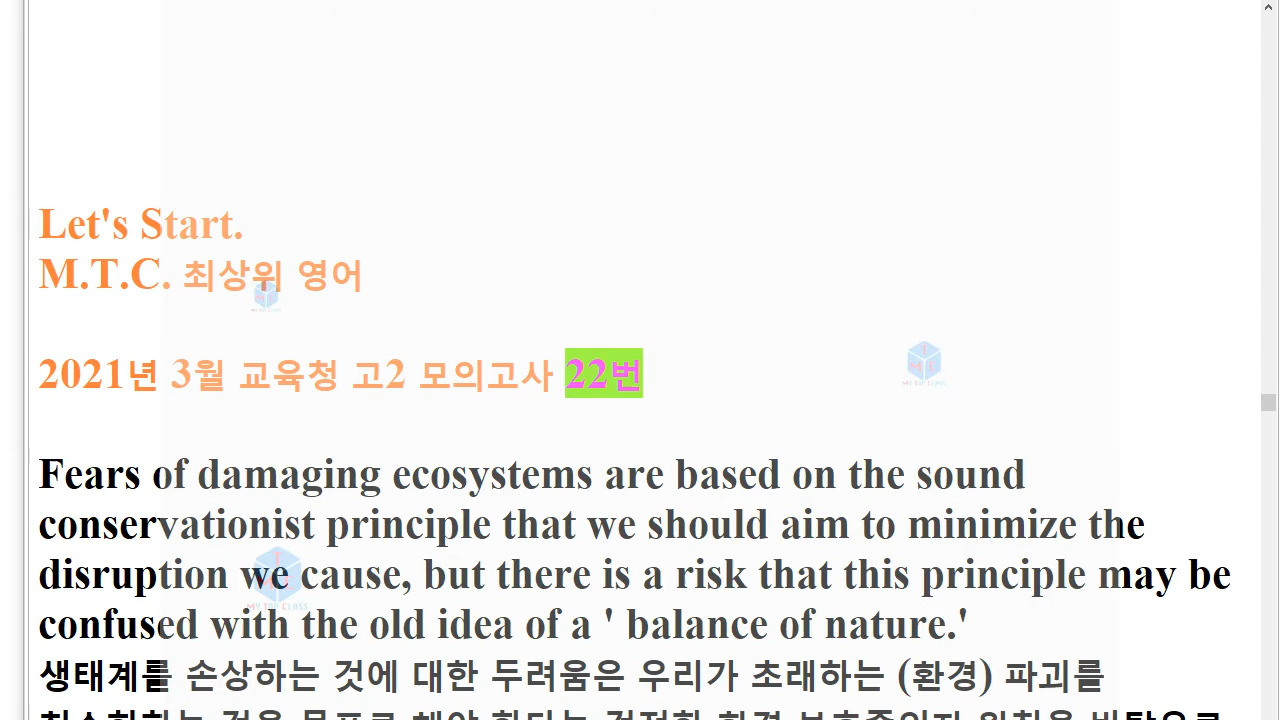 Let's Start.
M.T.C. 최상위 영어
2021년 3월 교육청 고2 모의고사 22번
Fears of damaging ecosystems are based on the sound
conservationist principle that we should aim to minimize the
disruption we cause, but there is a risk that this principle may be
confused with the old idea of a ' balance of nature.'
MY TOP CLASS
생태계를 손상하는 것에 대한 두려움은 우리가 초래하는 (환경) 파괴를